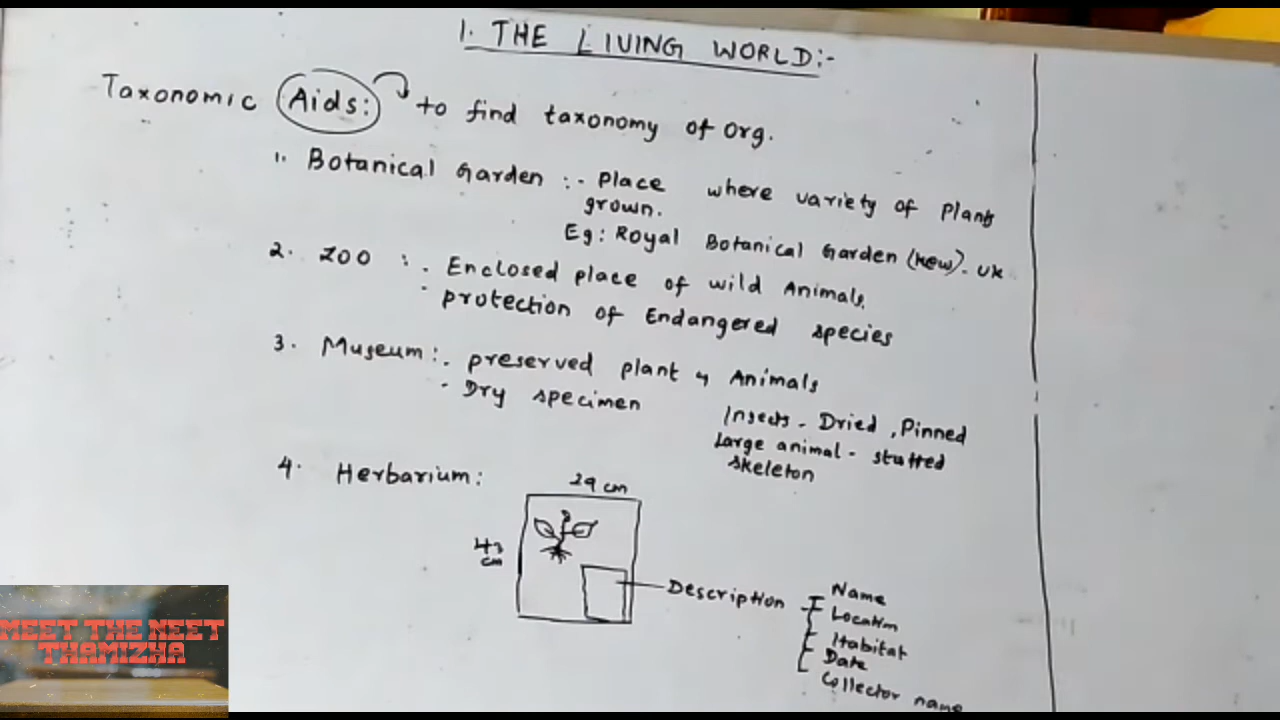 1. THE LIVING WORLD:-
Taxonomic Aids: to find taxonomy of org.
1. Botanical Garden :- Place where variety of plants
grown.
Eg: Royal Botanical Garden (Kew). UK
2. ZOO : . Enclosed place of wild Animals.
. protection of Endangered species
3. Museum: . preserved plant & Animals
. Dry specimen
Insects - Dried, Pinned
Large animal - stuffed
skeleton
4. Herbarium:
29 cm
43
cm
Description
Name
Location
Habitat
Date
Collector name
MEET THE NEET
THAMIZHA